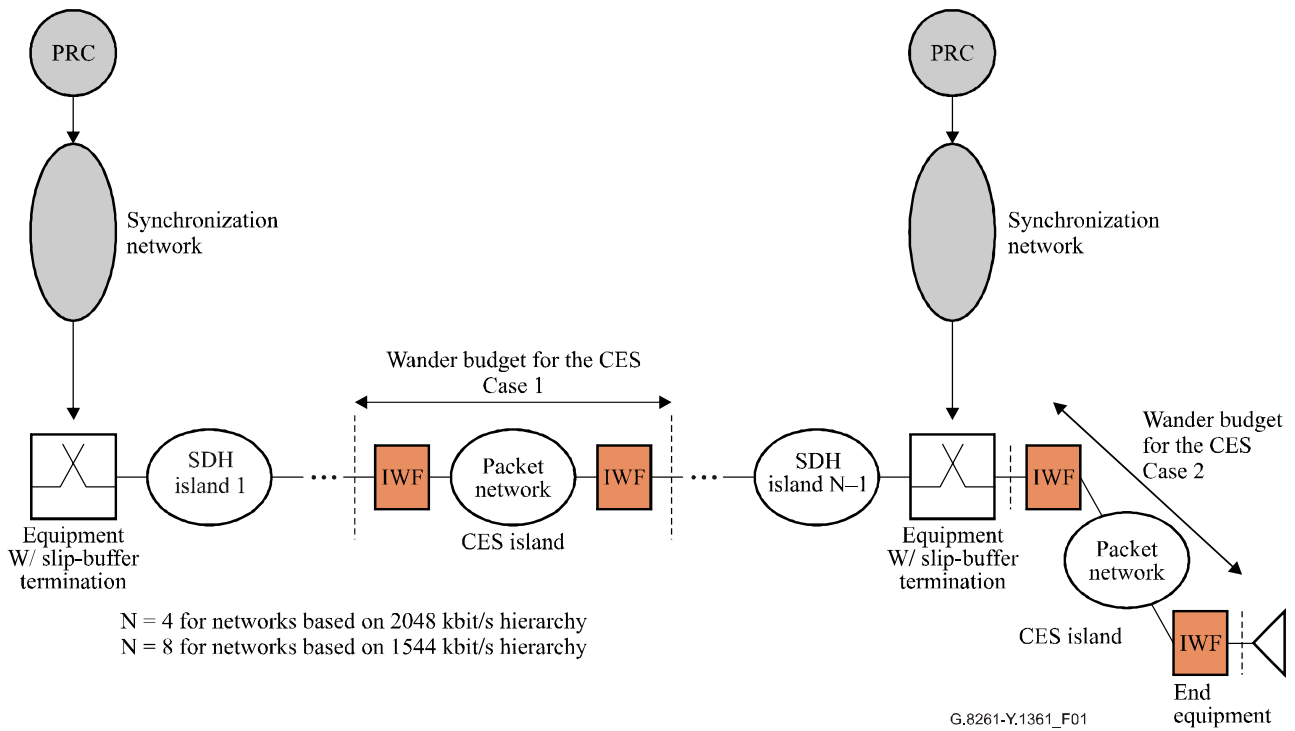 PRC
PRC
Synchronization
network
Synchronization
network
Wander budget for the CES
Case 1
Wander budget
for the CES
Case 2
SDH
island 1
...
IWF
Packet
network
IWF
...
SDH
island N–1
IWF
Equipment
W/ slip-buffer
termination
CES island
Equipment
W/ slip-buffer
termination
Packet
network
N = 4 for networks based on 2048 kbit/s hierarchy
N = 8 for networks based on 1544 kbit/s hierarchy
CES island
IWF
End
equipment
G.8261-Y.1361_F01